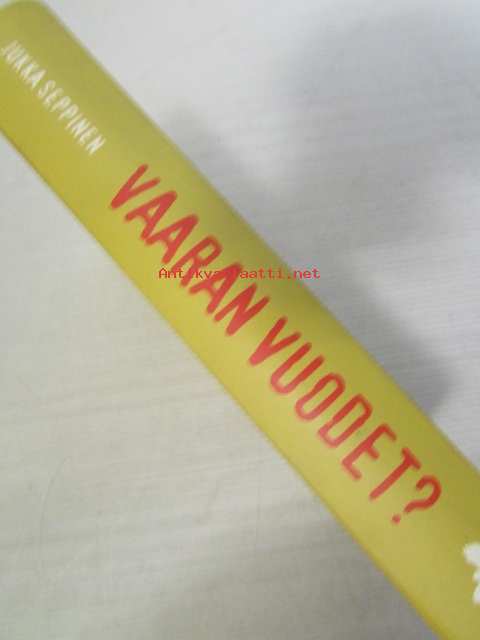 JUKKA SEPPINEN
VAARAN VUODET?
Antikvariaatti.net